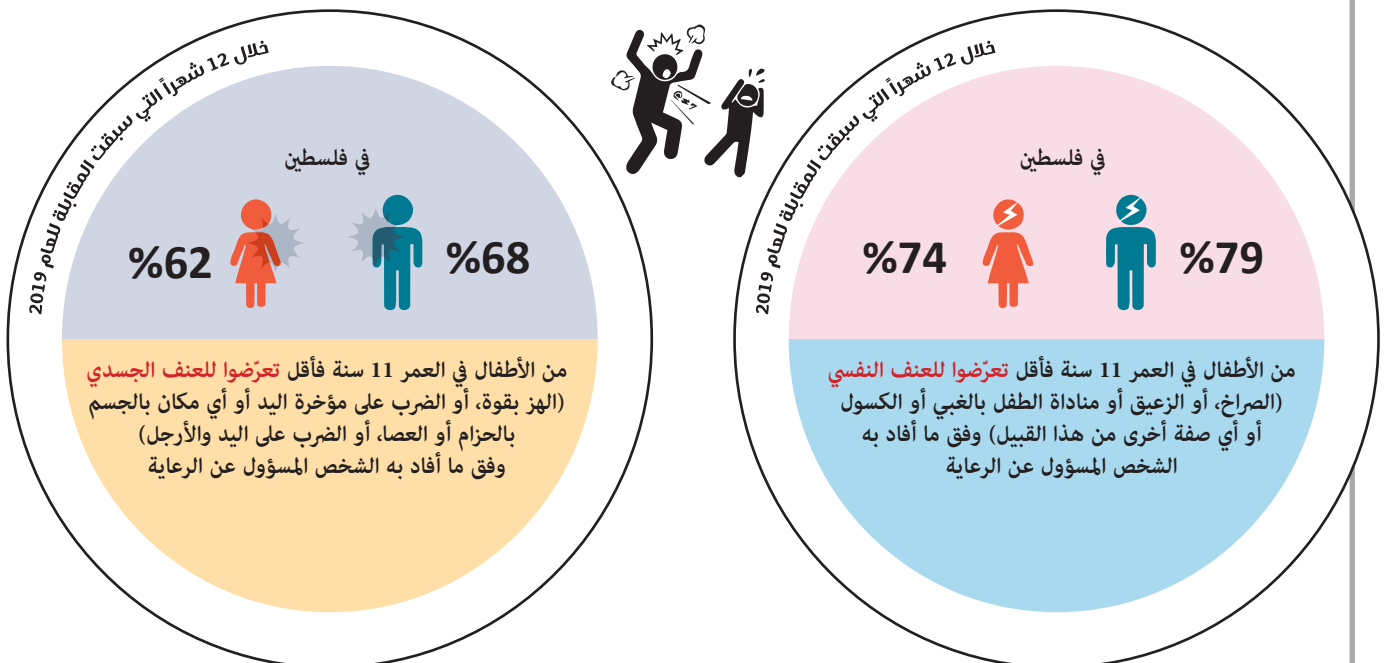 خلال 12 شهراً التي سبقت المقابلة للعام 2019
في فلسطين
%79
%74
من الأطفال في العمر 11 سنة فأقل تعرّضوا للعنف النفسي
(الصراخ، أو الزعيق أو مناداة الطفل بالغبي أو الكسول
أو أي صفة أخرى من هذا القبيل) وفق ما أفاد به
الشخص المسؤول عن الرعاية
@≠?
خلال 12 شهراً التي سبقت المقابلة للعام 2019
في فلسطين
%68
%62
من الأطفال في العمر 11 سنة فأقل تعرّضوا للعنف الجسدي
(الهز بقوة، أو الضرب على مؤخرة اليد أو أي مكان بالجسم
بالحزام أو العصا، أو الضرب على اليد والأرجل)
وفق ما أفاد به الشخص المسؤول عن الرعاية